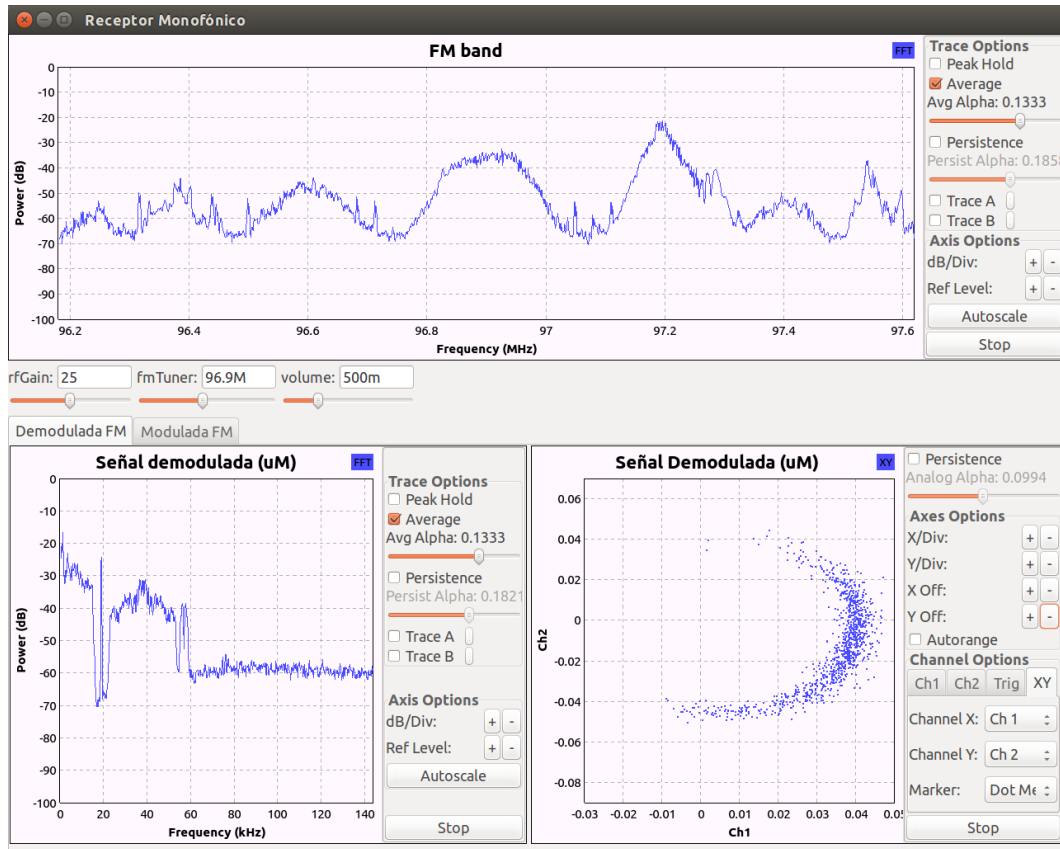 Receptor Monofónico
FM band
FFT
0
-10
-20
-30
-40
-50
-60
-70
-80
-90
-100
Power (dB)
96.2 96.4 96.6 96.8 97 97.2 97.4 97.6
Frequency (MHz)
Trace Options
Peak Hold
Average
Avg Alpha: 0.1333
Persistence
Persist Alpha: 0.1858
Trace A
Trace B
Axis Options
dB/Div: + -
Ref Level: + -
Autoscale
Stop
rfGain: 25 fmTuner: 96.9M volume: 500m
Demodulada FM Modulada FM
Señal demodulada (uM)
FFT
0
-10
-20
-30
-40
-50
-60
-70
-80
-90
-100
Power (dB)
0 20 40 60 80 100 120 140
Frequency (kHz)
Trace Options
Peak Hold
Average
Avg Alpha: 0.1333
Persistence
Persist Alpha: 0.1821
Trace A
Trace B
Axis Options
dB/Div: + -
Ref Level: + -
Autoscale
Stop
Señal Demodulada (uM)
XY
0.06
0.04
0.02
0
-0.02
-0.04
-0.06
-0.08
Ch2
-0.03 -0.02 -0.01 0 0.01 0.02 0.03 0.04
Ch1
Persistence
Analog Alpha: 0.0994
Axes Options
X/Div: + -
Y/Div: + -
X Off: + -
Y Off: + -
Autorange
Channel Options
Ch1 Ch2 Trig XY
Channel X: Ch 1
Channel Y: Ch 2
Marker: Dot Me
Stop